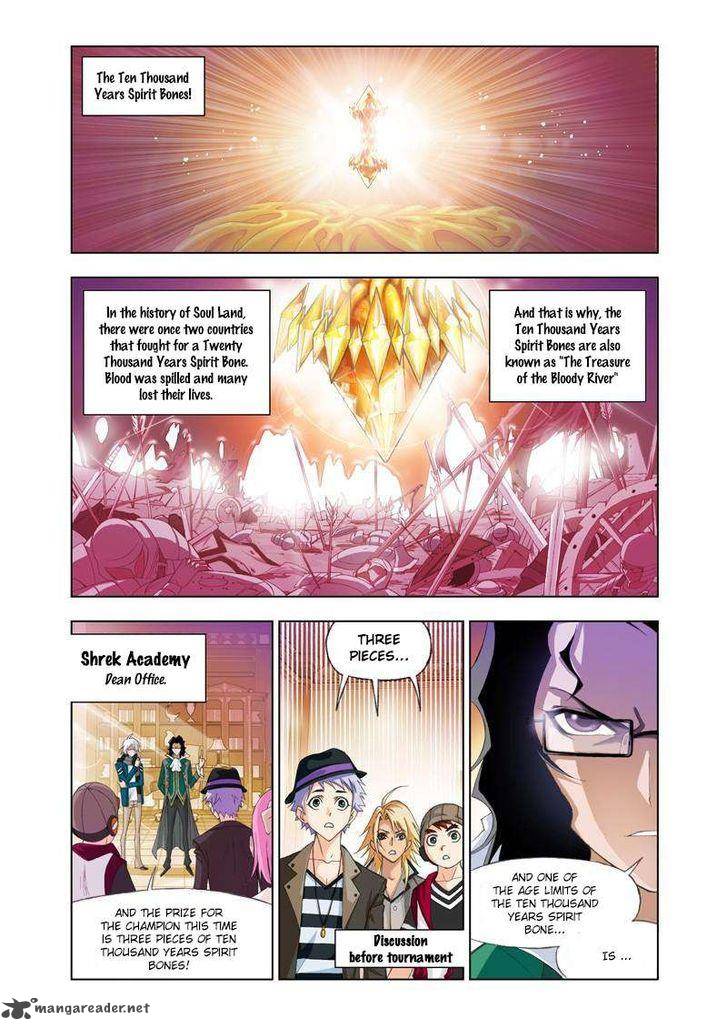 The Ten Thousand
Years Spirit Bones!
In the history of Soul Land,
there were once two countries
that fought for a Twenty
Thousand Years Spirit Bone.
Blood was spilled and many
lost their lives.
And that is why, the
Ten Thousand Years
Spirit Bones are also
known as "The Treasure
of the Bloody River"
Shrek Academy
Dean Office.
AND THE PRIZE FOR
THE CHAMPION THIS TIME
IS THREE PIECES OF TEN
THOUSAND YEARS SPIRIT
BONES!
THREE
PIECES...
Discussion
before tournament
AND ONE OF
THE AGE LIMITS OF
THE TEN THOUSAND
YEARS SPIRIT
BONE...
IS ...
mangareader.net